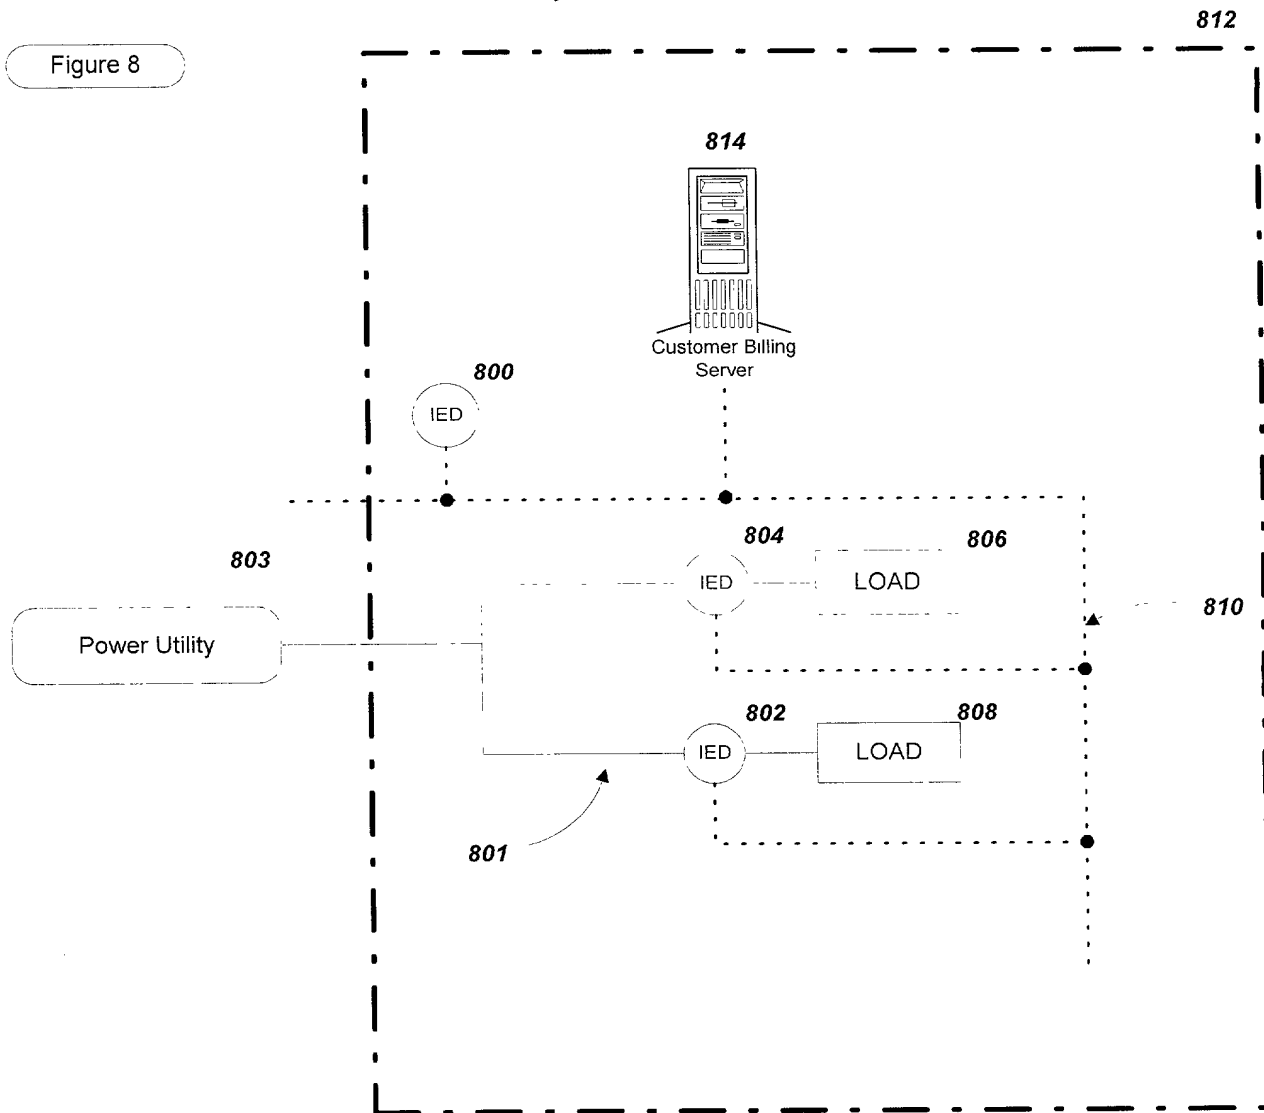 812
Figure 8
814
Customer Billing
Server
800
IED
804
806
803
IED
LOAD
810
Power Utility
802
808
IED
LOAD
801